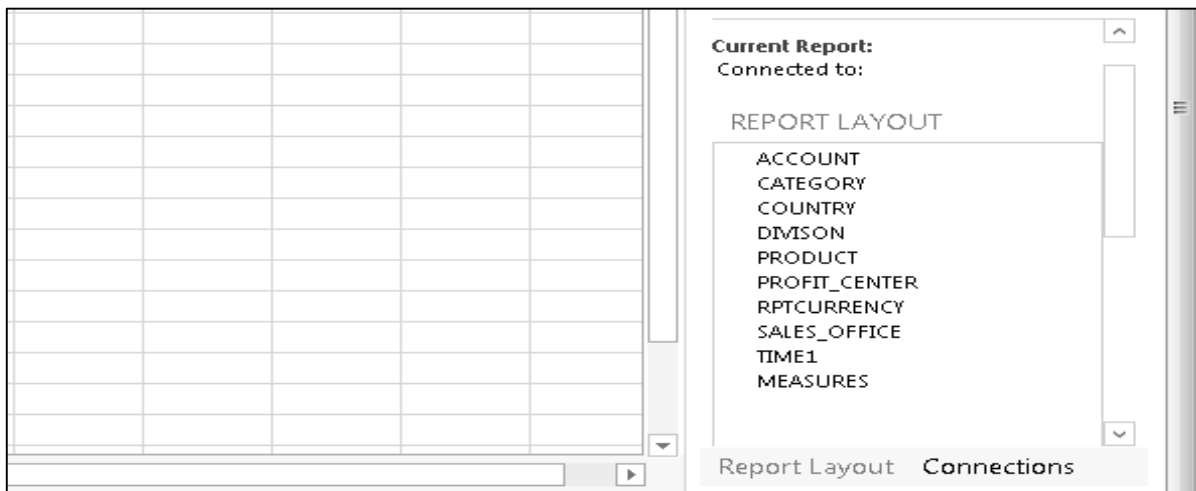 Current Report:
Connected to:
REPORT LAYOUT
ACCOUNT
CATEGORY
COUNTRY
DIVISON
PRODUCT
PROFIT_CENTER
RPTCURRENCY
SALES_OFFICE
TIME1
MEASURES
Report Layout Connections